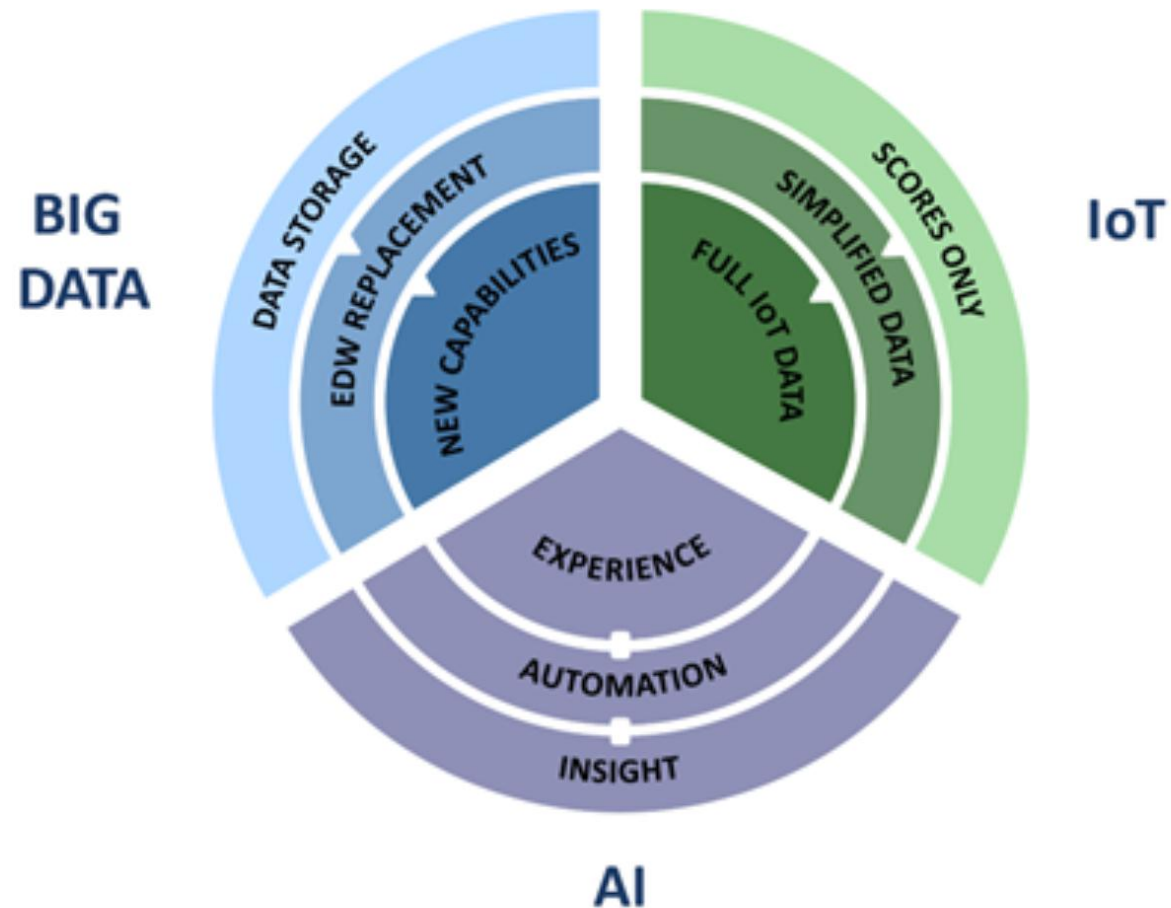 BIG
DATA
DATA STORAGE
EDW REPLACEMENT
NEW CAPABILITIES
IoT
SCORES ONLY
SIMPLIFIED DATA
FULL IoT DATA
EXPERIENCE
AUTOMATION
INSIGHT
AI